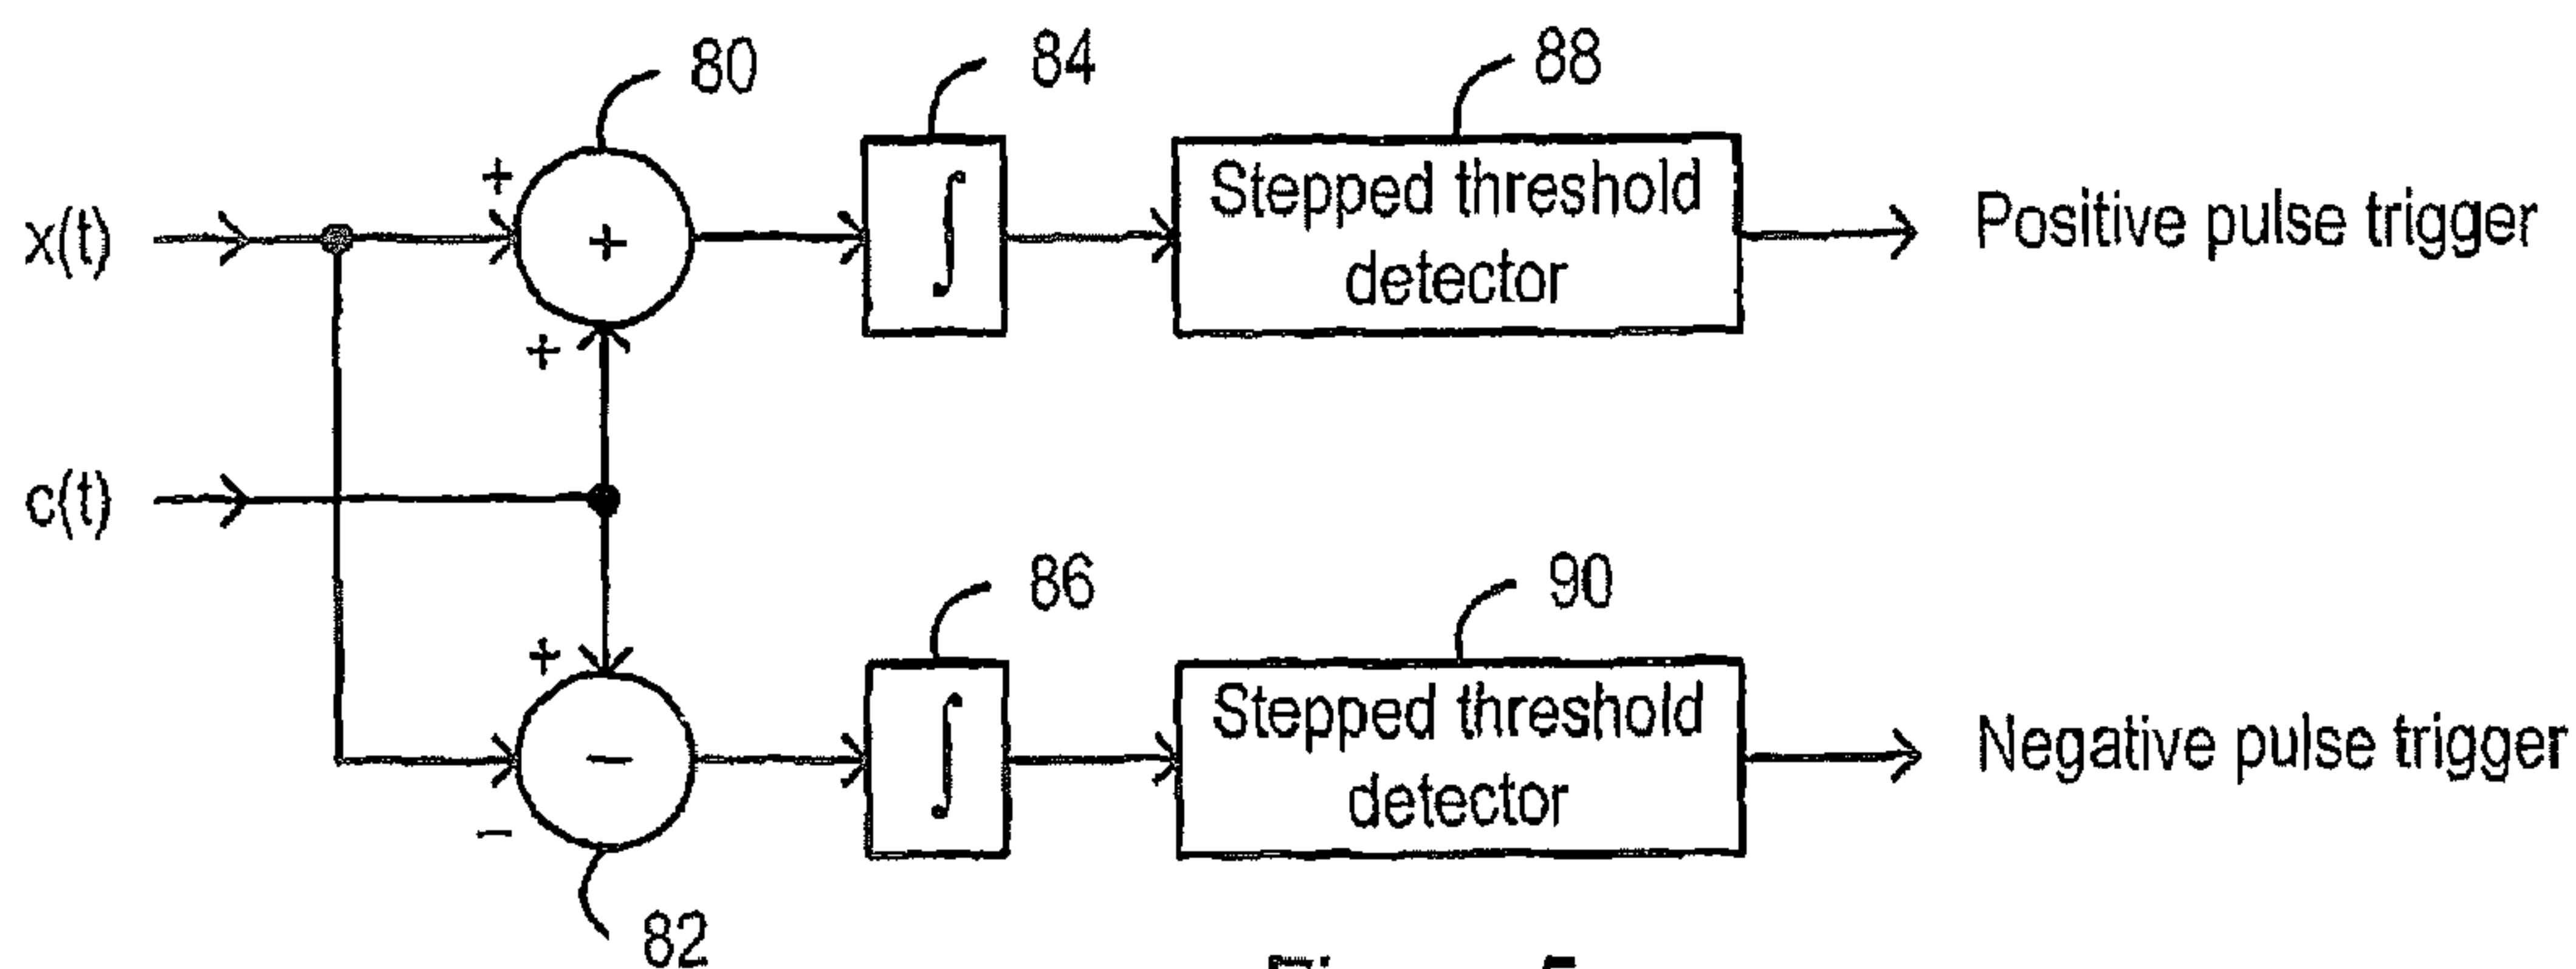 80
84
88
+
x(t)
+
∫
Stepped threshold
detector
Positive pulse trigger
+
c(t)
86
90
+
−
∫
Stepped threshold
detector
Negative pulse trigger
−
82